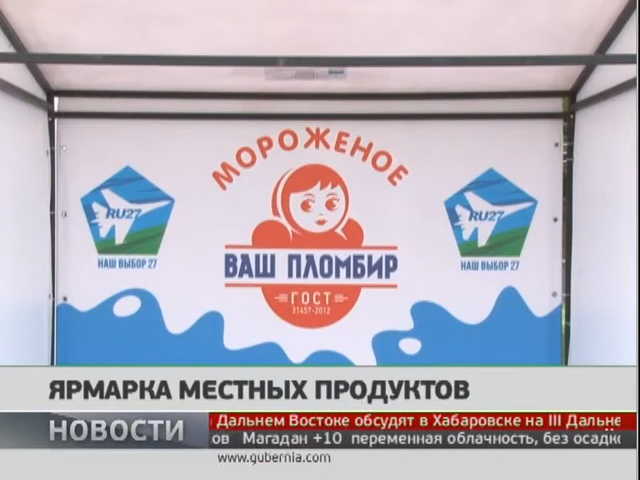 МОРОЖЕНОЕ
RU27
НАШ ВЫБОР 27
ВАШ ПЛОМБИР
ГОСТ
31457-2012
RU27
НАШ ВЫБОР 27
ЯРМАРКА МЕСТНЫХ ПРОДУКТОВ
НОВОСТИ
Дальнем Востоке обсудят в Хабаровске на III Дальне
ов Магадан +10 переменная облачность, без осадко
www.gubernia.com